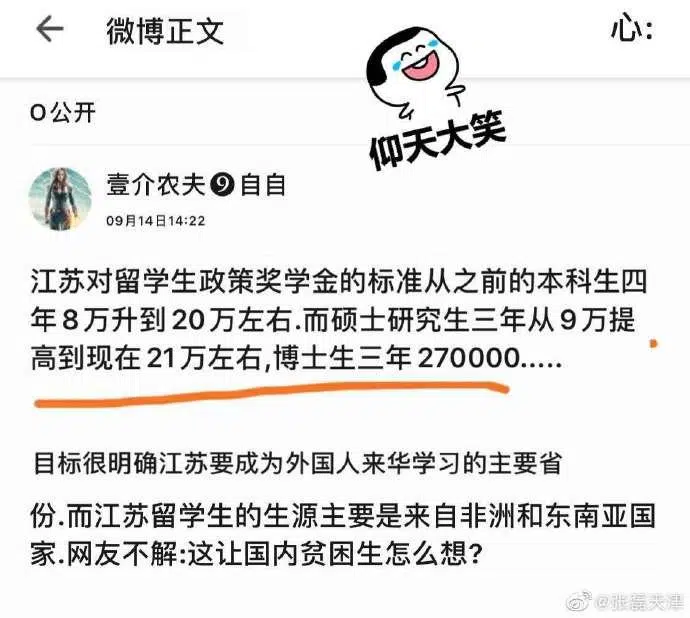 微博正文
心:
仰天大笑
0公开
壹介农夫❾自自
09月14日14:22
江苏对留学生政策奖学金的标准从之前的本科生四
年8万升到20万左右.而硕士研究生三年从9万提
高到现在21万左右,博士生三年270000.....
目标很明确江苏要成为外国人来华学习的主要省
份.而江苏留学生的生源主要是来自非洲和东南亚国
家.网友不解:这让国内贫困生怎么想?
@张磊天津